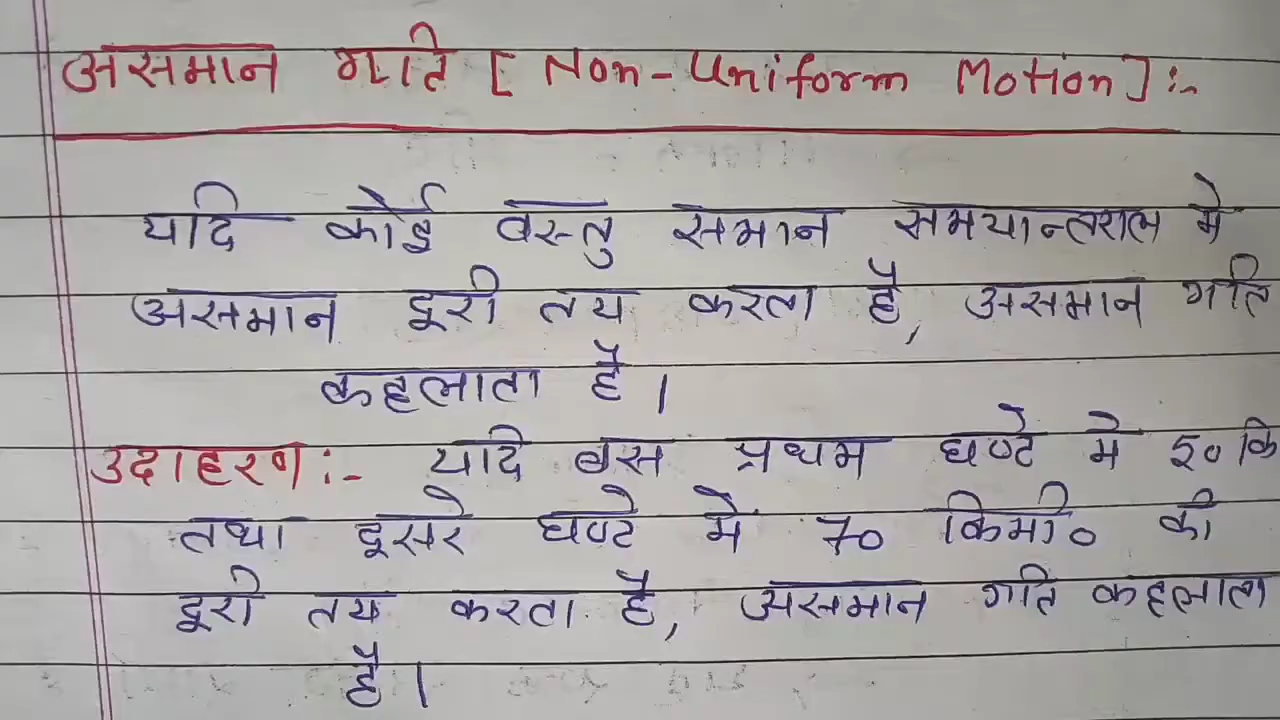 असमान गति [Non-Uniform Motion] :-
यदि कोई वस्तु समान समयान्तराल मे
असमान दूरी तय करता है, असमान गति
कहलाता है।
उदाहरण :- यदि बस प्रथम घण्टे मे 50 कि
तथा दूसरे घण्टे में 70 किमी० की
दूरी तय करता है, असमान गति कहलाता
है।